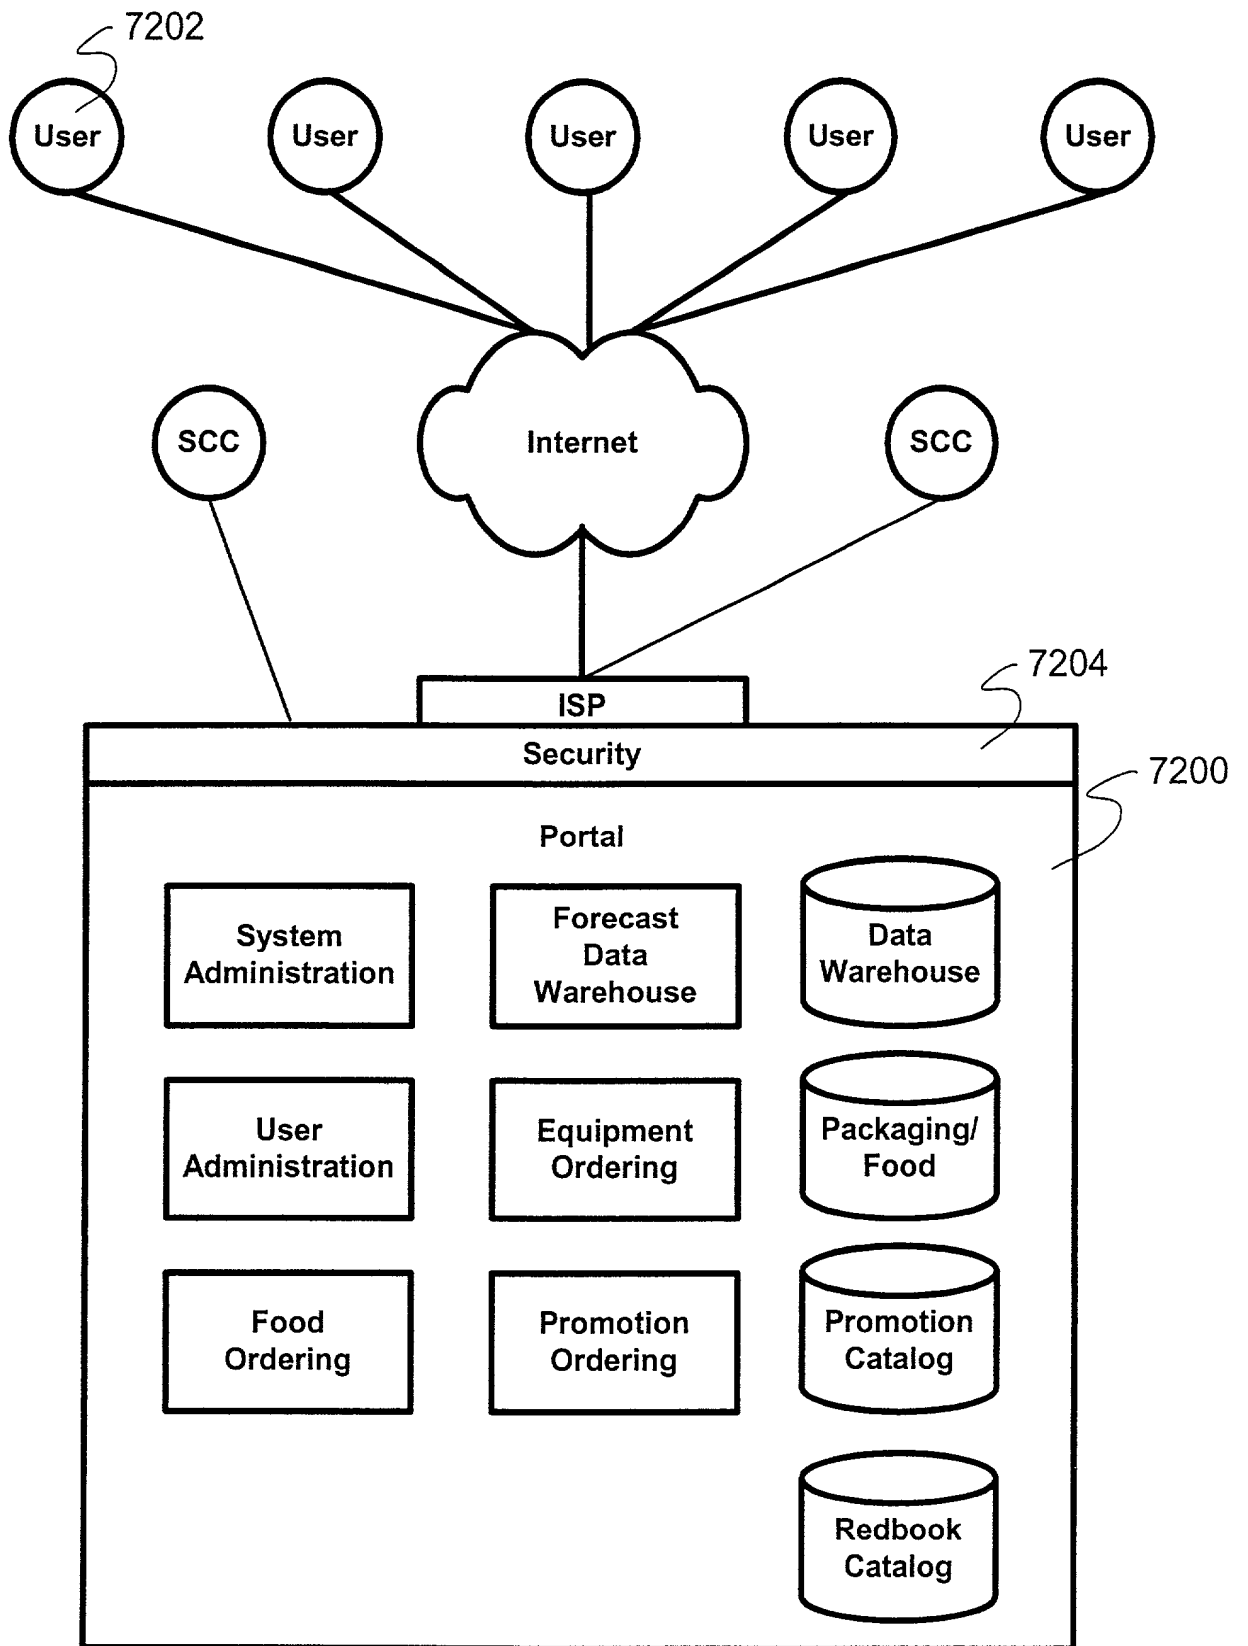 7202
User
User
User
User
User
SCC
Internet
SCC
7204
ISP
Security
7200
Portal
System
Administration
Forecast
Data
Warehouse
Data
Warehouse
User
Administration
Equipment
Ordering
Packaging/
Food
Food
Ordering
Promotion
Ordering
Promotion
Catalog
Redbook
Catalog